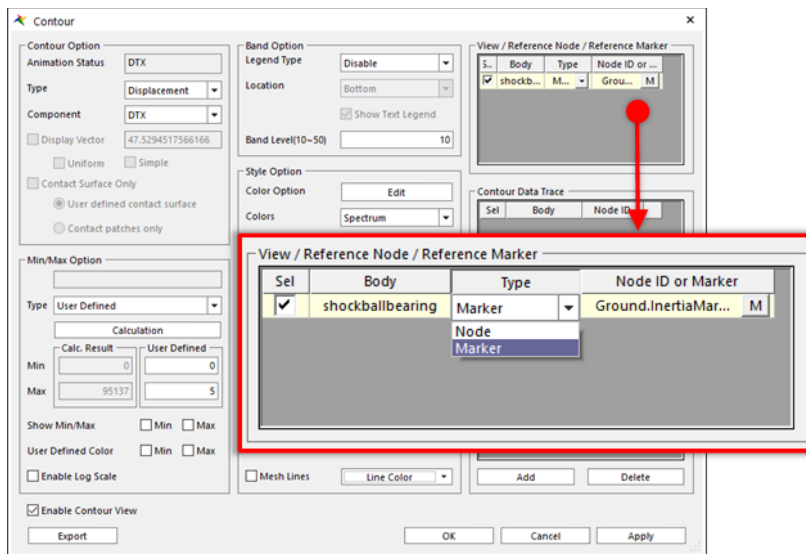 Contour
Contour Option
Animation Status DTX
Type Displacement
Component DTX
Display Vector 47.5294517566166
Uniform Simple
Contact Surface Only
User defined contact surface
Contact patches only
Min/Max Option
Type User Defined
Calculation
Calc. Result User Defined
Min 0 0
Max 95137 5
Show Min/Max Min Max
User Defined Color Min Max
Enable Log Scale
Enable Contour View
Export
Band Option
Legend Type Disable
Location Bottom
Show Text Legend
Band Level(10~50) 10
Style Option
Color Option Edit
Colors Spectrum
Mesh Lines Line Color
View / Reference Node / Reference Marker
S.. Body Type Node ID or ...
shockb... M... Grou... M
Contour Data Trace
Sel Body Node ID
View / Reference Node / Reference Marker
Sel Body Type Node ID or Marker
shockballbearing Marker Ground.InertiaMar... M
Node
Marker
Add Delete
OK Cancel Apply